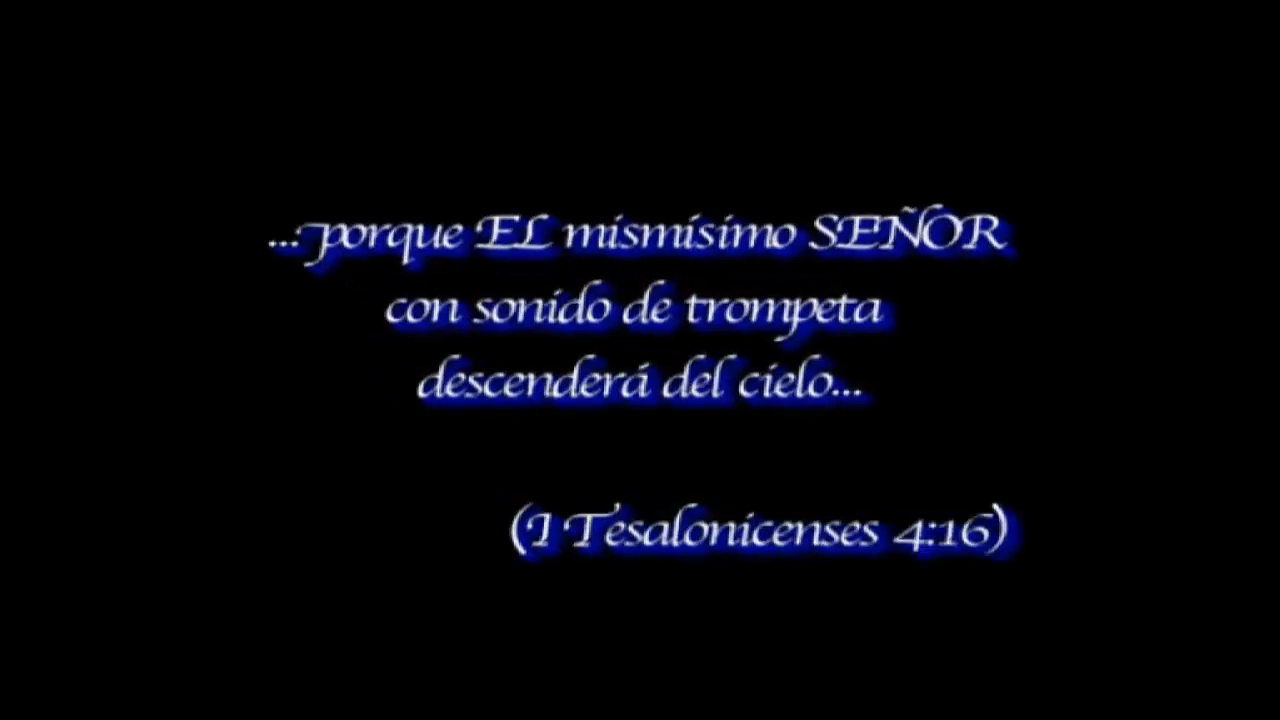 ...porque EL mismísimo SEÑOR
con sonido de trompeta
descenderá del cielo...
(I Tesalonicenses 4:16)